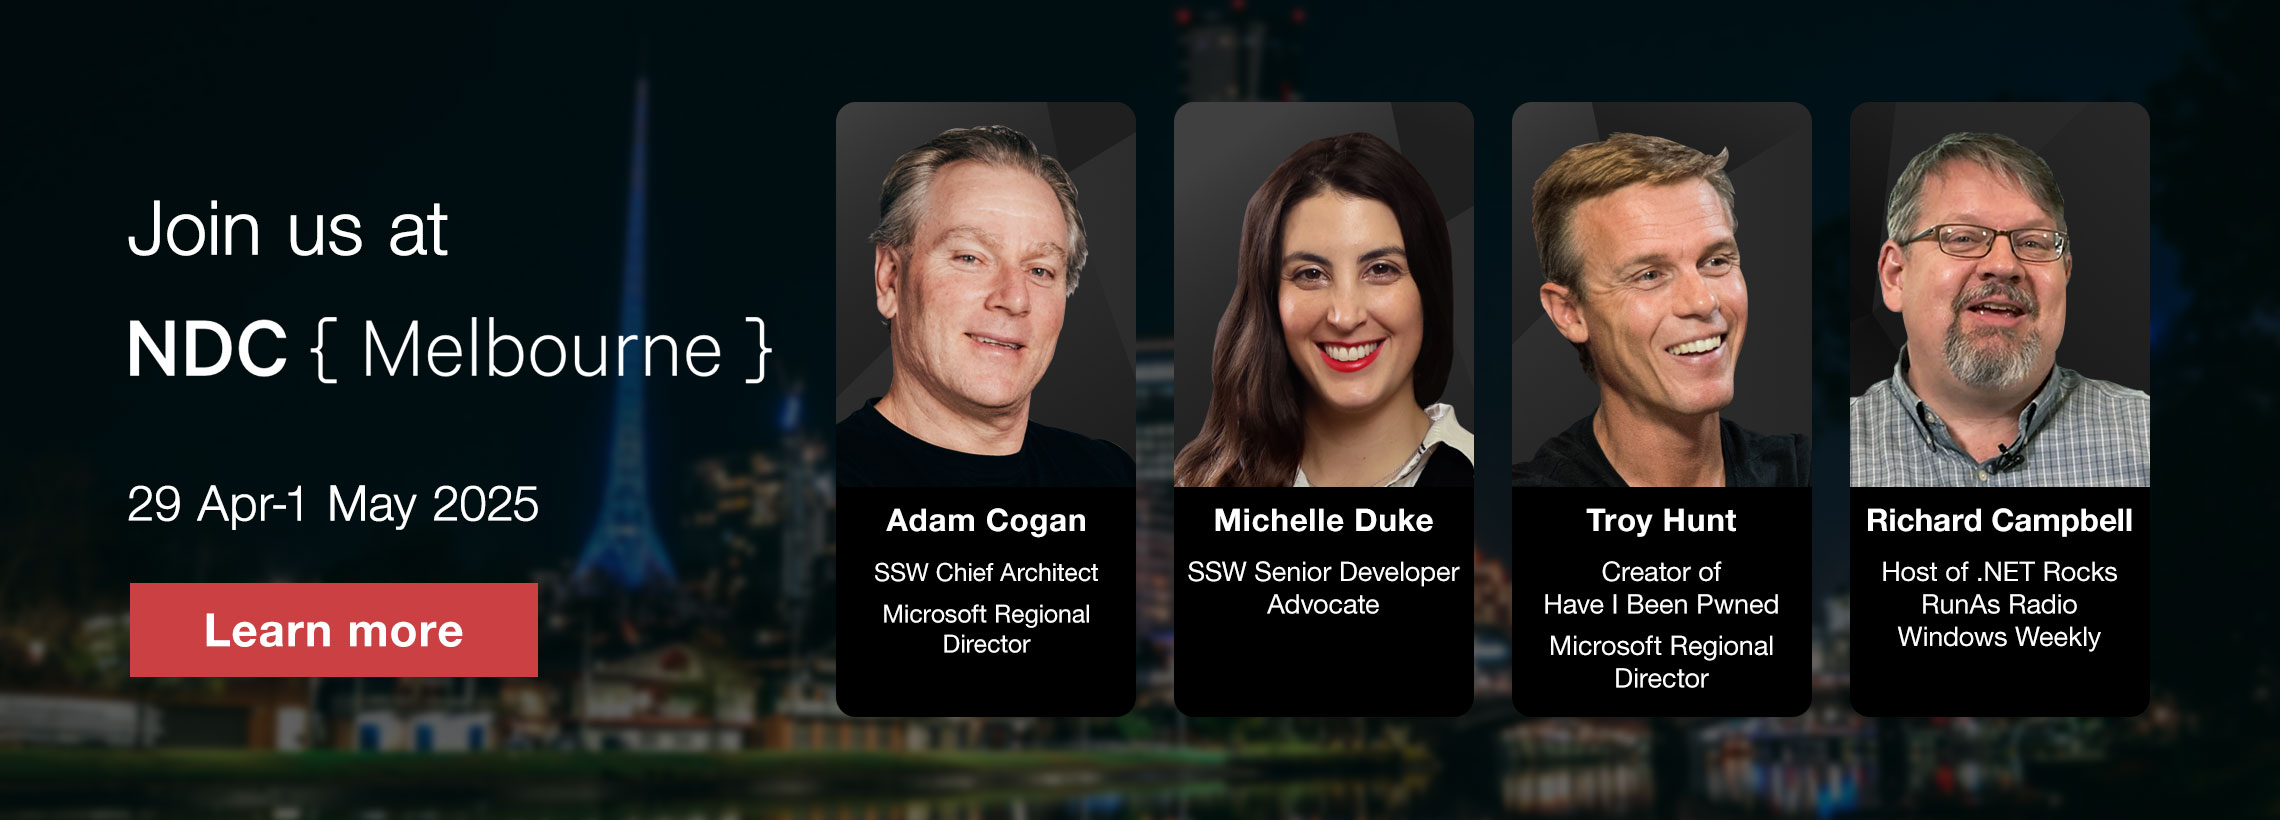 Join us at
NDC { Melbourne }
29 Apr-1 May 2025
Learn more
Adam Cogan
SSW Chief Architect
Microsoft Regional
Director
Michelle Duke
SSW Senior Developer
Advocate
Troy Hunt
Creator of
Have I Been Pwned
Microsoft Regional
Director
Richard Campbell
Host of .NET Rocks
RunAs Radio
Windows Weekly